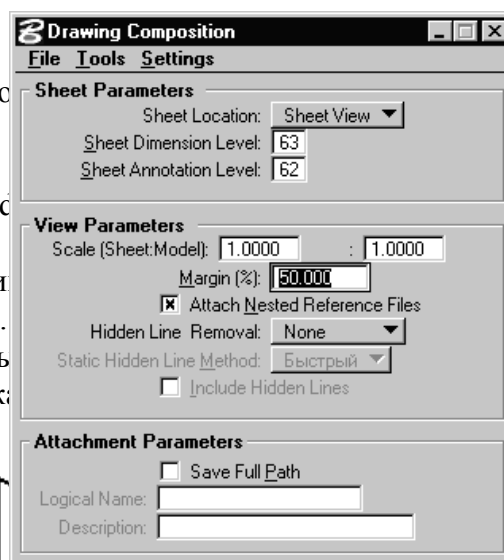 Drawing Composition
File Tools Settings
Sheet Parameters
Sheet Location: Sheet View
Sheet Dimension Level: 63
Sheet Annotation Level: 62
View Parameters
Scale (Sheet:Model): 1.0000 : 1.0000
Margin (%): 50.000
Attach Nested Reference Files
Hidden Line Removal: None
Static Hidden Line Method: Быстрый
Include Hidden Lines
Attachment Parameters
Save Full Path
Logical Name:
Description: